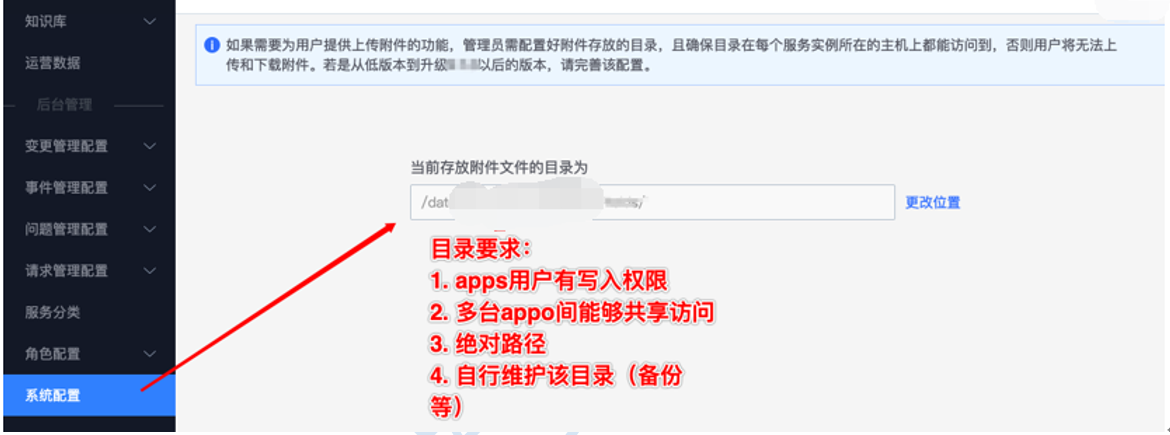 知识库
运营数据
后台管理
变更管理配置
事件管理配置
问题管理配置
请求管理配置
服务分类
角色配置
系统配置
如果需要为用户提供上传附件的功能，管理员需配置好附件存放的目录，且确保目录在每个服务实例所在的主机上都能访问到，否则用户将无法上
传和下载附件。若是从低版本到升级以后的版本，请完善该配置。
当前存放附件文件的目录为
/dat
更改位置
目录要求：
1. apps用户有写入权限
2. 多台appo间能够共享访问
3. 绝对路径
4. 自行维护该目录（备份
等）